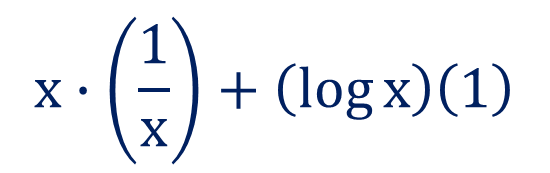 x · (1/x) + (log x)(1)